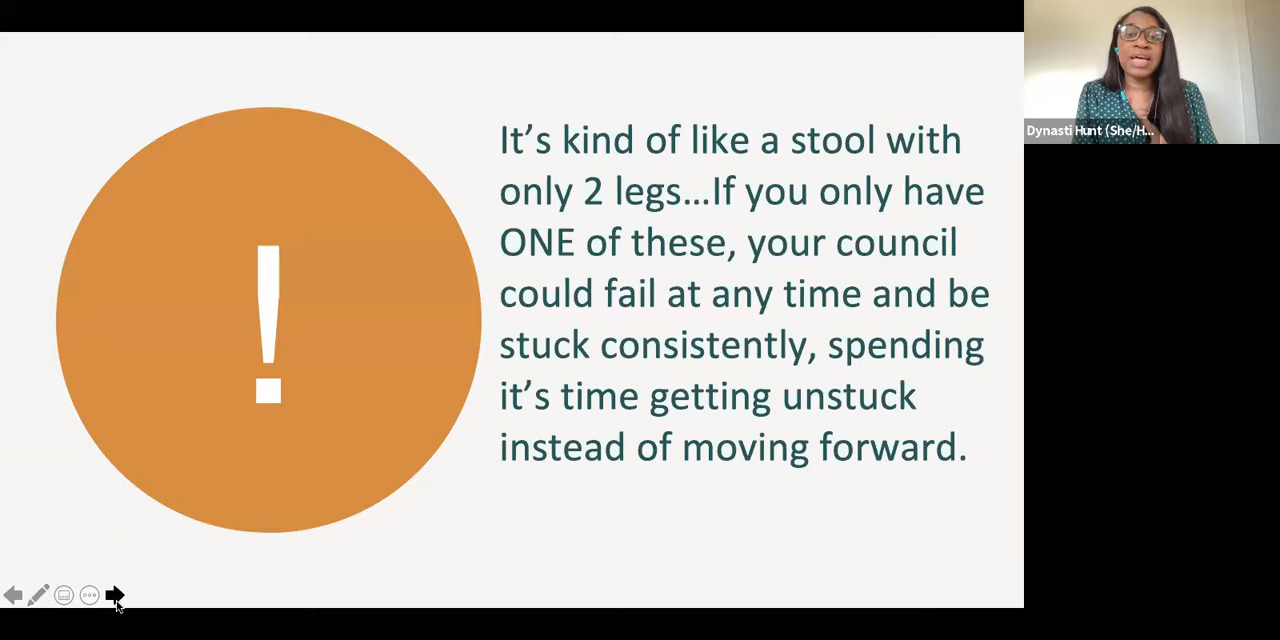 It’s kind of like a stool with
only 2 legs...If you only have
ONE of these, your council
could fail at any time and be
stuck consistently, spending
it’s time getting unstuck
instead of moving forward.
!
Dynasti Hunt (She/H...